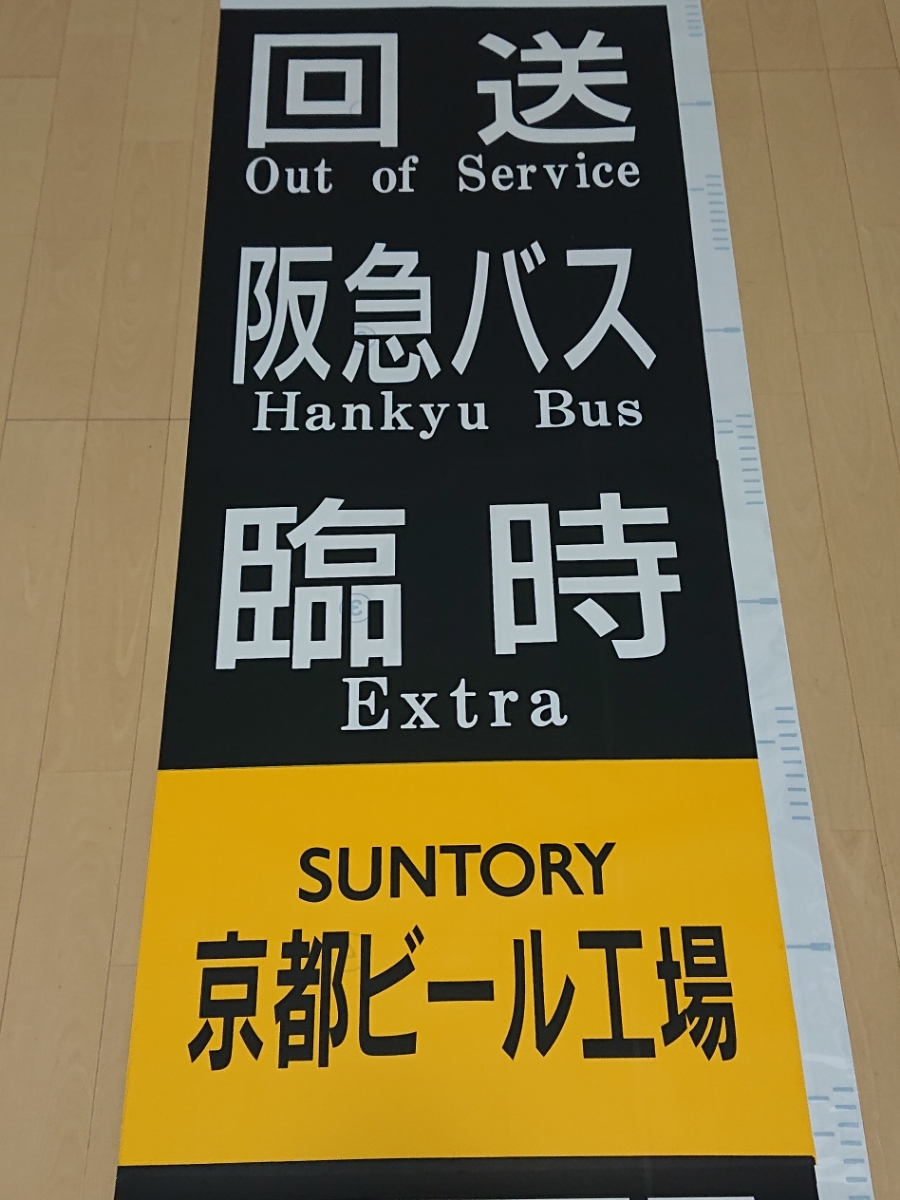 回送
Out of Service
阪急バス
Hankyu Bus
臨時
Extra
SUNTORY
京都ビール工場